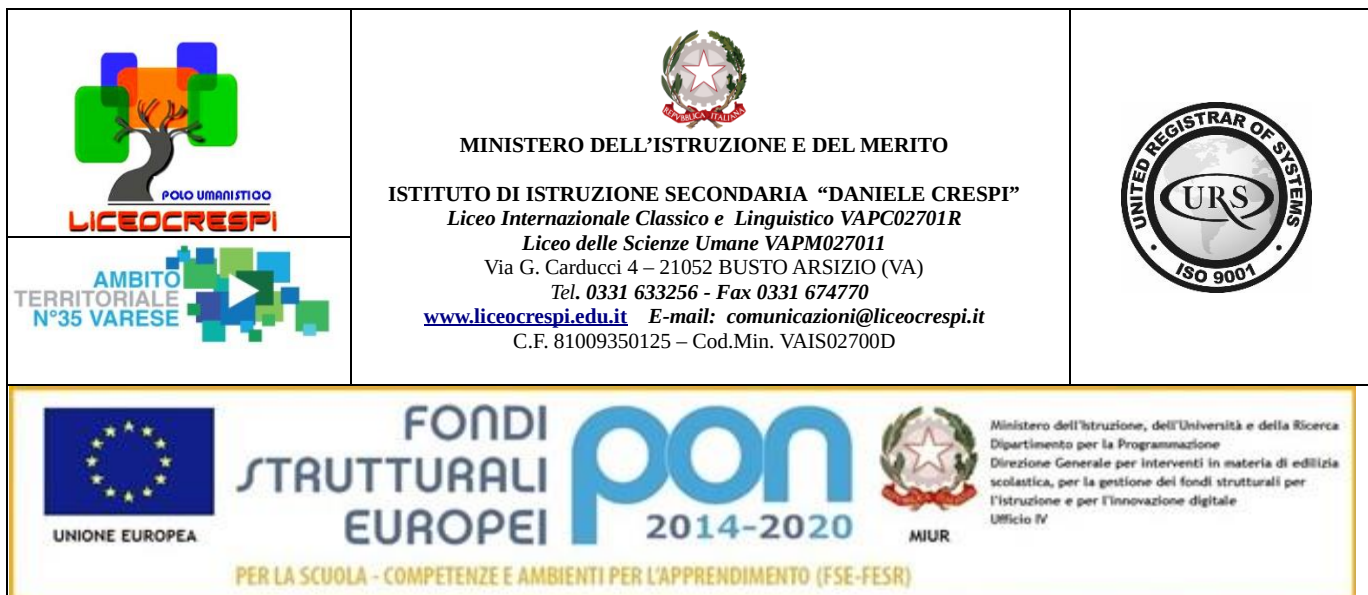 POLO UMANISTICO
LICEOCRESPI
AMBITO
TERRITORIALE
N°35 VARESE
REPVBBLICA ITALIANA
MINISTERO DELL’ISTRUZIONE E DEL MERITO
ISTITUTO DI ISTRUZIONE SECONDARIA “DANIELE CRESPI”
Liceo Internazionale Classico e Linguistico VAPC02701R
Liceo delle Scienze Umane VAPM027011
Via G. Carducci 4 – 21052 BUSTO ARSIZIO (VA)
Tel. 0331 633256 - Fax 0331 674770
www.liceocrespi.edu.it E-mail: comunicazioni@liceocrespi.it
C.F. 81009350125 – Cod.Min. VAIS02700D
UNITED REGISTRAR OF SYSTEMS
URS
ISO 9001
UNIONE EUROPEA
FONDI
STRUTTURALI
EUROPEI
pon
2014-2020
MIUR
Ministero dell'Istruzione, dell'Università e della Ricerca
Dipartimento per la Programmazione
Direzione Generale per interventi in materia di edilizia
scolastica, per la gestione dei fondi strutturali per
l'istruzione e per l'innovazione digitale
Ufficio IV
PER LA SCUOLA - COMPETENZE E AMBIENTI PER L'APPRENDIMENTO (FSE-FESR)